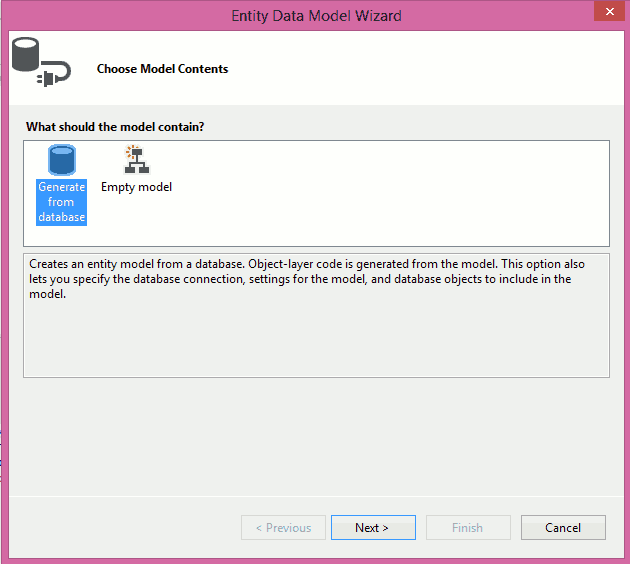 Entity Data Model Wizard
Choose Model Contents
What should the model contain?
Generate
from
database
Empty model
Creates an entity model from a database. Object-layer code is generated from the model. This option also
lets you specify the database connection, settings for the model, and database objects to include in the
model.
< Previous
Next >
Finish
Cancel